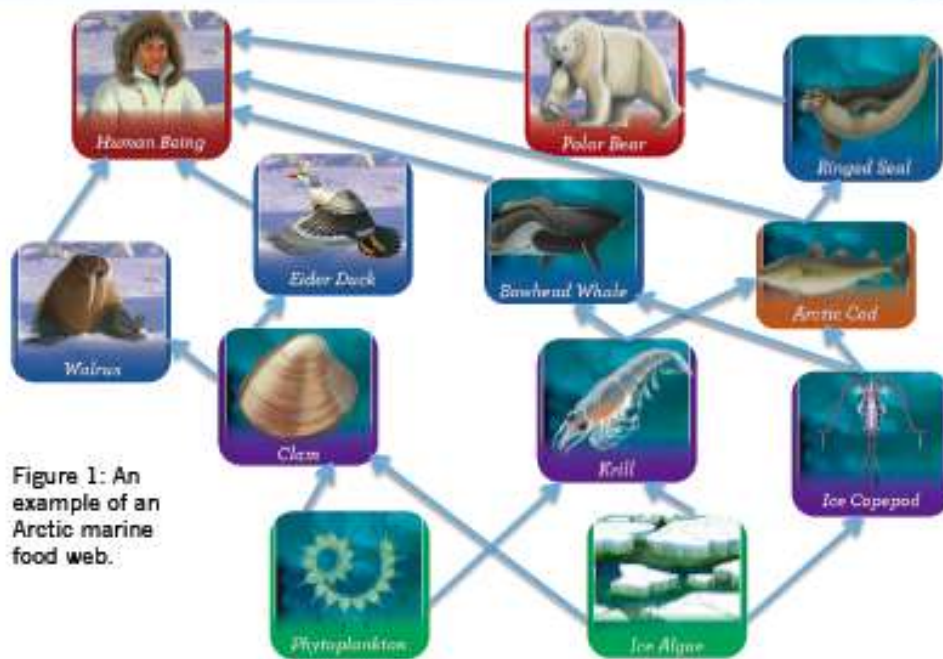 Human Being
Polar Bear
Ringed Seal
Eider Duck
Bowhead Whale
Arctic Cod
Walrus
Clam
Krill
Ice Copepod
Figure 1: An
example of an
Arctic marine
food web.
Phytoplankton
Ice Algae